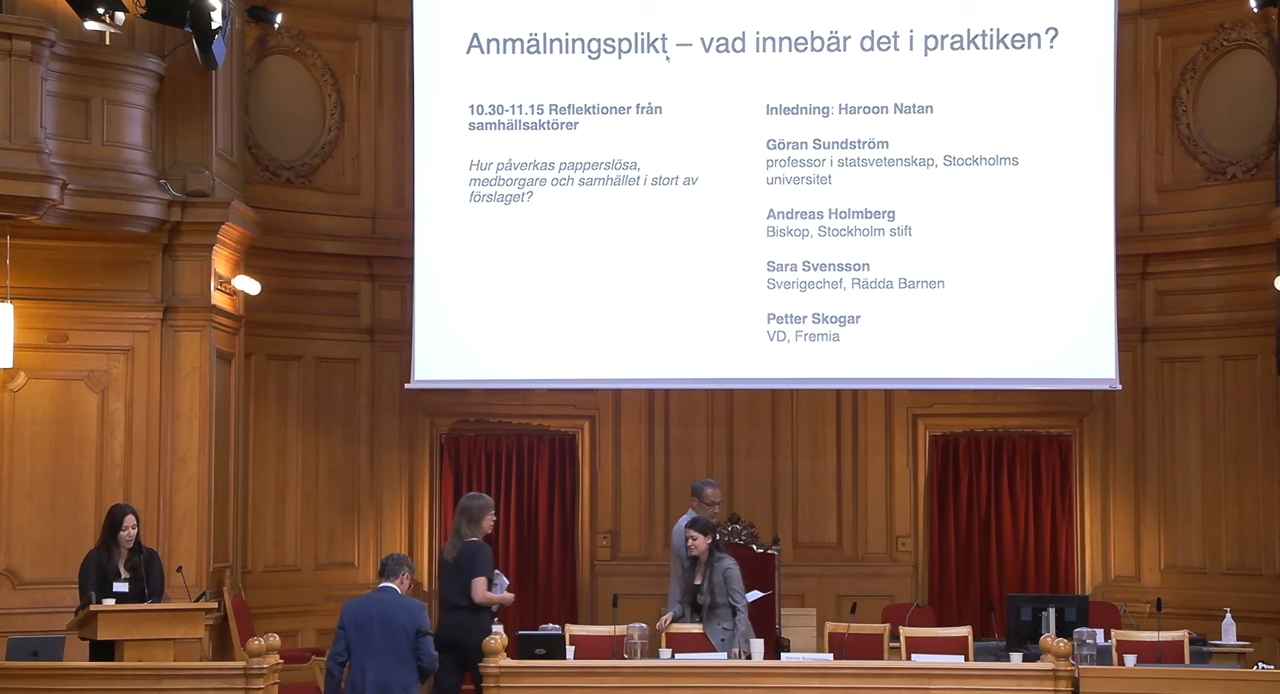 Anmälningsplikt – vad innebär det i praktiken?
10.30-11.15 Reflektioner från
samhällsaktörer
Hur påverkas papperslösa,
medborgare och samhället i stort av
förslaget?
Inledning: Haroon Natan
Göran Sundström
professor i statsvetenskap, Stockholms
universitet
Andreas Holmberg
Biskop, Stockholm stift
Sara Svensson
Sverigechef, Rädda Barnen
Petter Skogar
VD, Fremia
Göran Sundström